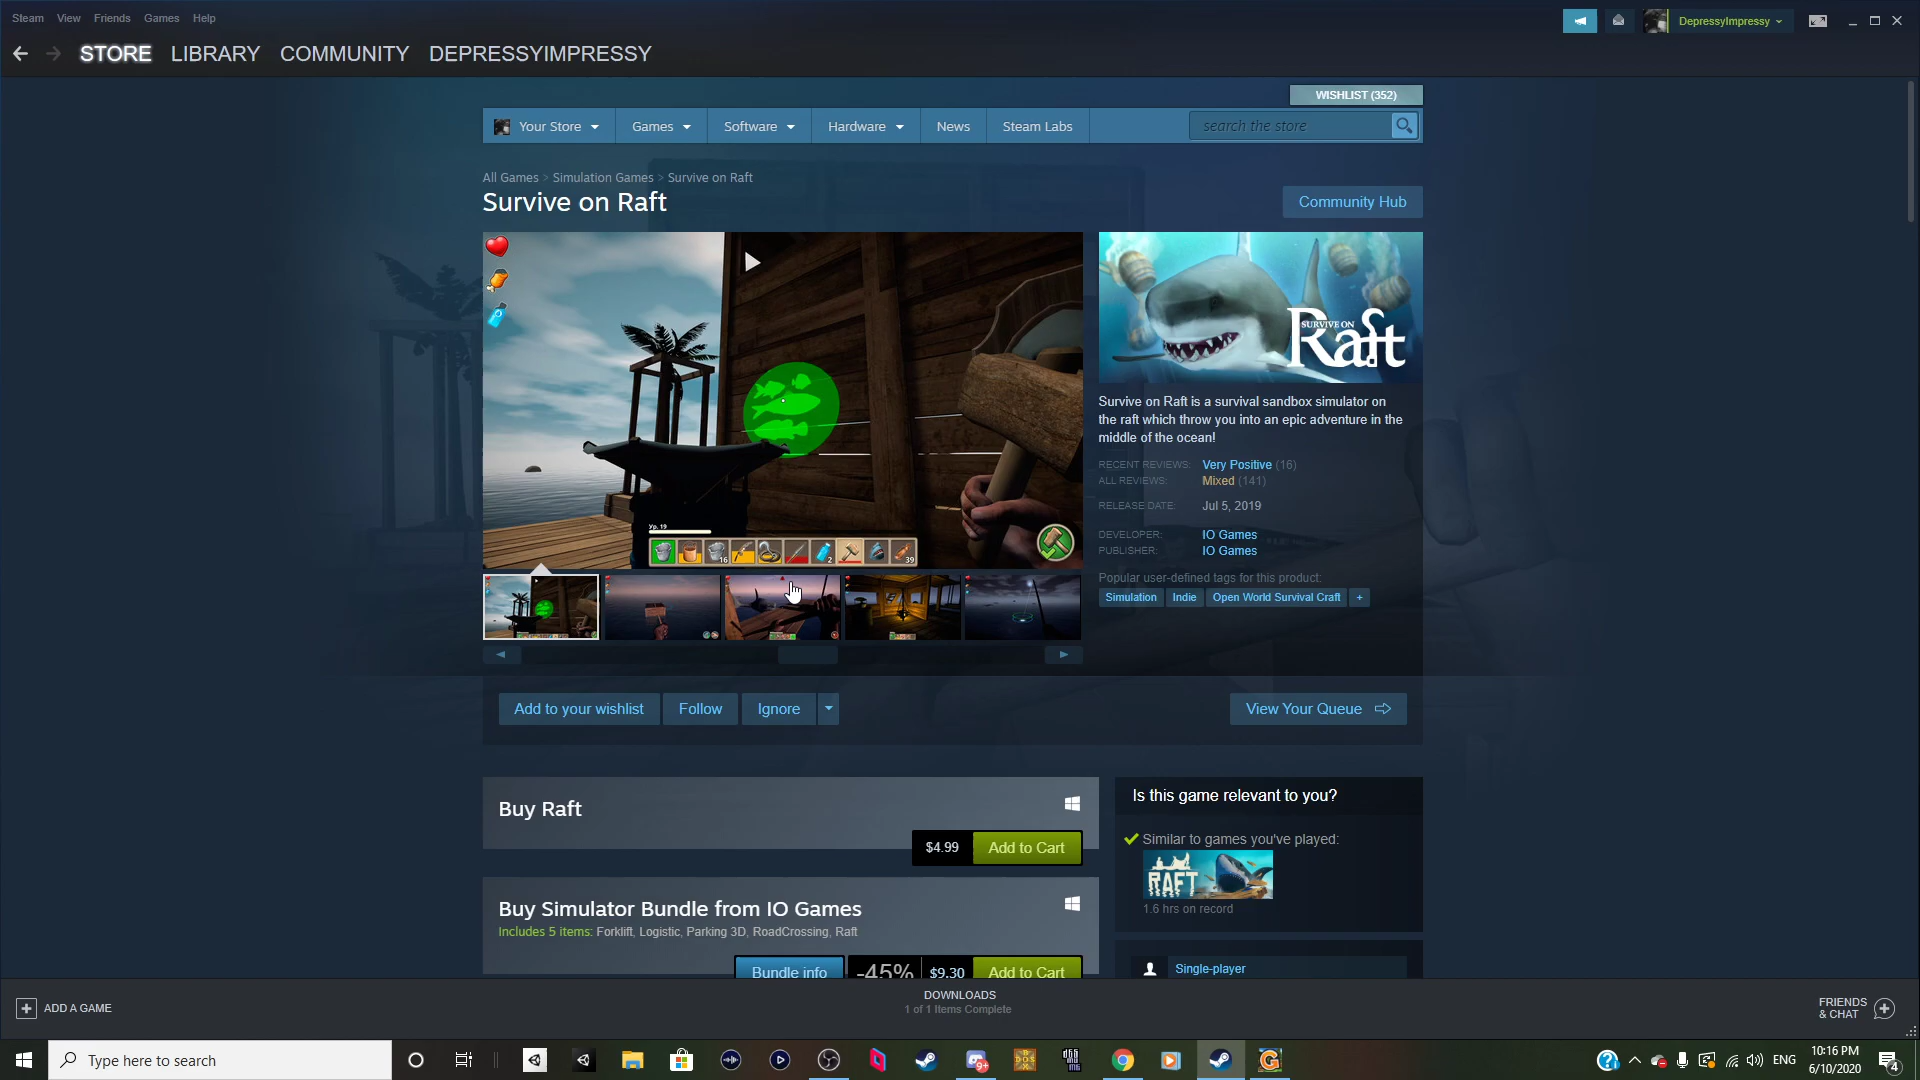 Steam View Friends Games Help
DepressyImpressy
STORE LIBRARY COMMUNITY DEPRESSYIMPRESSY
WISHLIST (352)
Your Store Games Software Hardware News Steam Labs
search the store
All Games > Simulation Games > Survive on Raft
Survive on Raft
Community Hub
SURVIVE ON
Raft
Survive on Raft is a survival sandbox simulator on
the raft which throw you into an epic adventure in the
middle of the ocean!
RECENT REVIEWS: Very Positive (16)
ALL REVIEWS: Mixed (141)
RELEASE DATE: Jul 5, 2019
DEVELOPER: IO Games
PUBLISHER: IO Games
Popular user-defined tags for this product:
Simulation Indie Open World Survival Craft +
Ур. 19
16 2 39
Add to your wishlist Follow Ignore
View Your Queue
Buy Raft
$4.99 Add to Cart
Buy Simulator Bundle from IO Games
Includes 5 items: Forklift, Logistic, Parking 3D, RoadCrossing, Raft
Bundle info -45% $9.30 Add to Cart
Is this game relevant to you?
Similar to games you've played:
RAFT
1.6 hrs on record
Single-player
ADD A GAME
DOWNLOADS
1 of 1 Items Complete
FRIENDS
& CHAT
Type here to search
9+
ENG
10:16 PM
6/10/2020
4